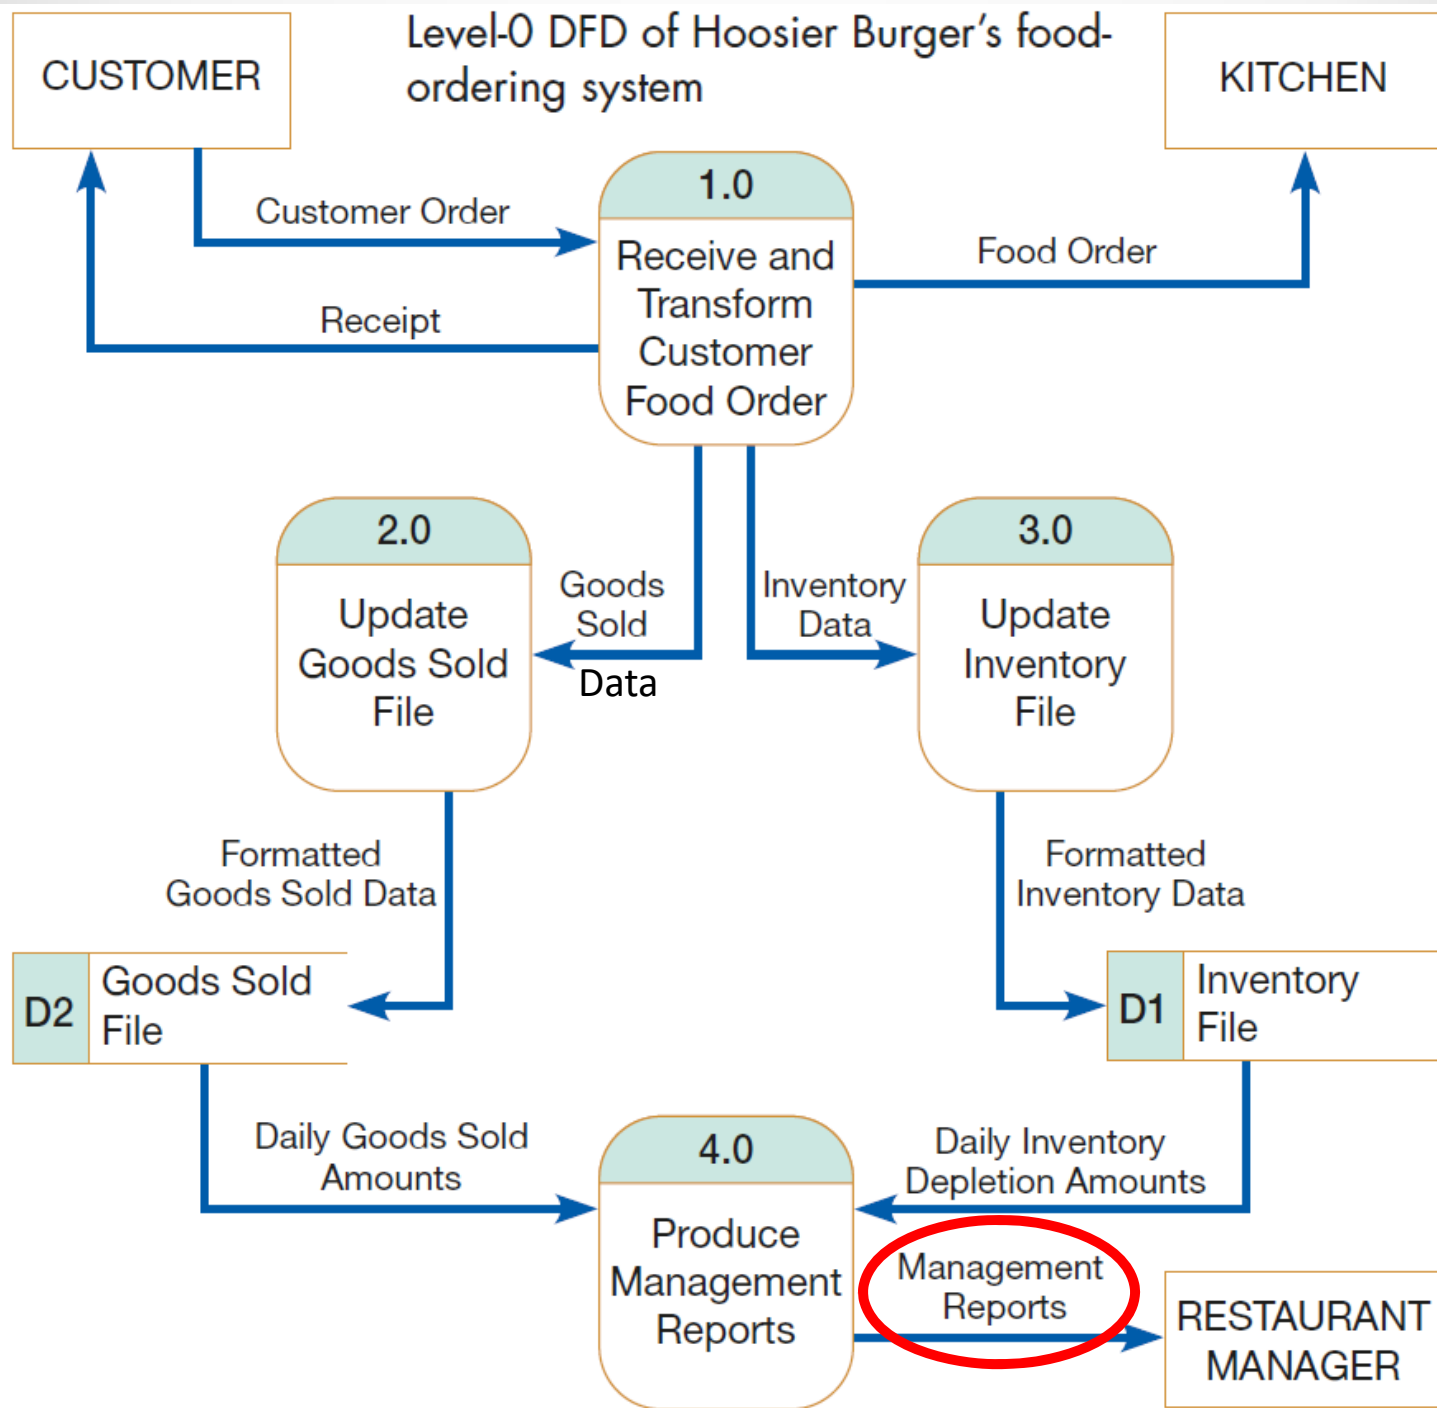 Level-0 DFD of Hoosier Burger's food-
ordering system
CUSTOMER
KITCHEN
1.0
Receive and
Transform
Customer
Food Order
Customer Order
Receipt
Food Order
2.0
Update
Goods Sold
File
Goods
Sold
Data
Inventory
Data
3.0
Update
Inventory
File
Formatted
Goods Sold Data
Formatted
Inventory Data
D2
Goods Sold
File
D1
Inventory
File
Daily Goods Sold
Amounts
4.0
Produce
Management
Reports
Daily Inventory
Depletion Amounts
Management
Reports
RESTAURANT
MANAGER